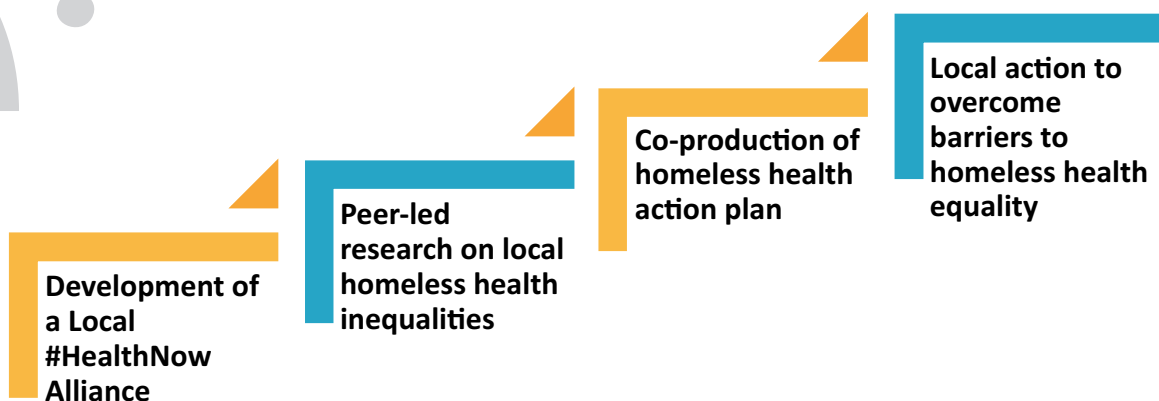 Development of
a Local
#HealthNow
Alliance
Peer-led
research on local
homeless health
inequalities
Co-production of
homeless health
action plan
Local action to
overcome
barriers to
homeless health
equality